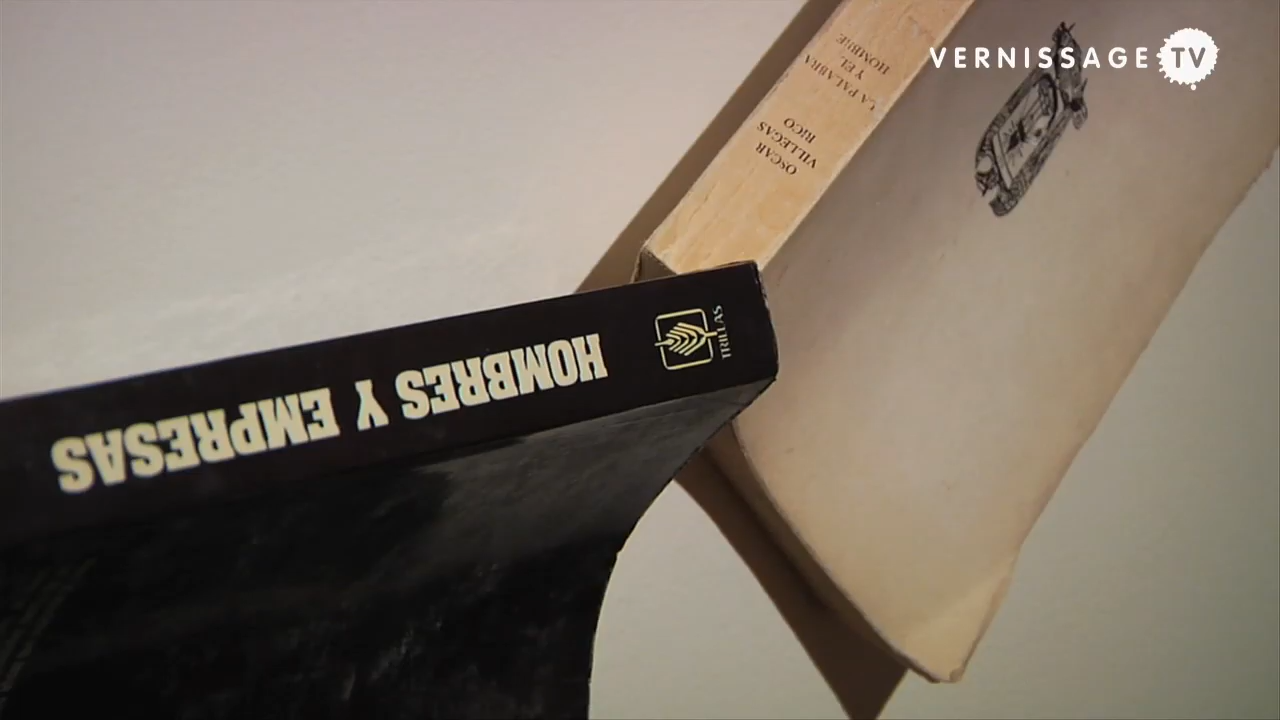 VERNISSAGE TV
OSCAR
VILLEGAS
RICO
LA PALABRA
Y EL
HOMBRE
HOMBRES Y EMPRESAS
TRILLAS